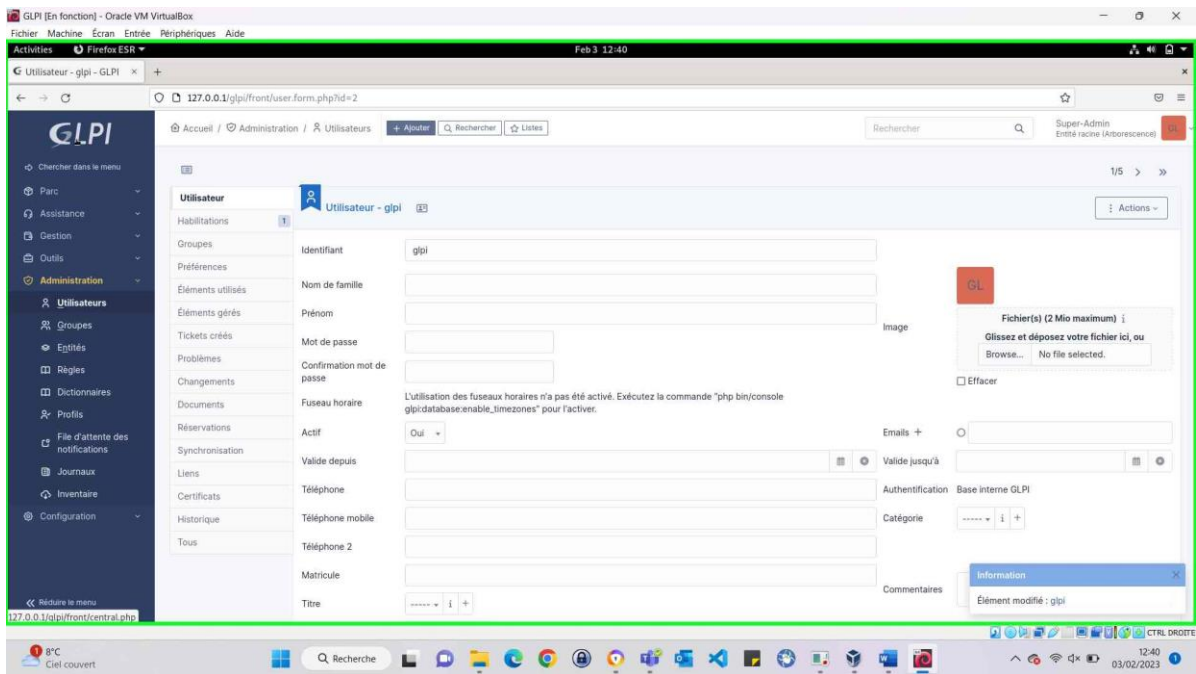 GLPI [En fonction] - Oracle VM VirtualBox
Fichier Machine Écran Entrée Périphériques Aide
Activities Firefox ESR Feb 3 12:40
Utilisateur - glpi - GLPI × +
127.0.0.1/glpi/front/user.form.php?id=2
GLPI
Accueil / Administration / Utilisateurs + Ajouter Rechercher Listes
Rechercher
Super-Admin
Entité racine (Arborescence)
GL
Chercher dans le menu
Parc
Assistance
Gestion
Outils
Administration
Utilisateurs
Groupes
Entités
Règles
Dictionnaires
Profils
File d'attente des
notifications
Journaux
Inventaire
Configuration
Réduire le menu
127.0.0.1/glpi/front/central.php
1/5
Utilisateur
Habilitations 1
Groupes
Préférences
Éléments utilisés
Éléments gérés
Tickets créés
Problèmes
Changements
Documents
Réservations
Synchronisation
Liens
Certificats
Historique
Tous
Utilisateur - glpi
Actions
Identifiant glpi
Nom de famille
Prénom
Mot de passe
Confirmation mot de
passe
Fuseau horaire L'utilisation des fuseaux horaires n'a pas été activé. Exécutez la commande "php bin/console
glpi:database:enable_timezones" pour l'activer.
Actif Oui
Valide depuis
Téléphone
Téléphone mobile
Téléphone 2
Matricule
Titre ----- i +
GL
Image
Fichier(s) (2 Mio maximum) i
Glissez et déposez votre fichier ici, ou
Browse... No file selected.
Effacer
Emails +
Valide jusqu'à
Authentification Base interne GLPI
Catégorie ----- i +
Commentaires
Information ×
Élément modifié : glpi
CTRL DROITE
1
8°C
Ciel couvert
Recherche
12:40
03/02/2023
1